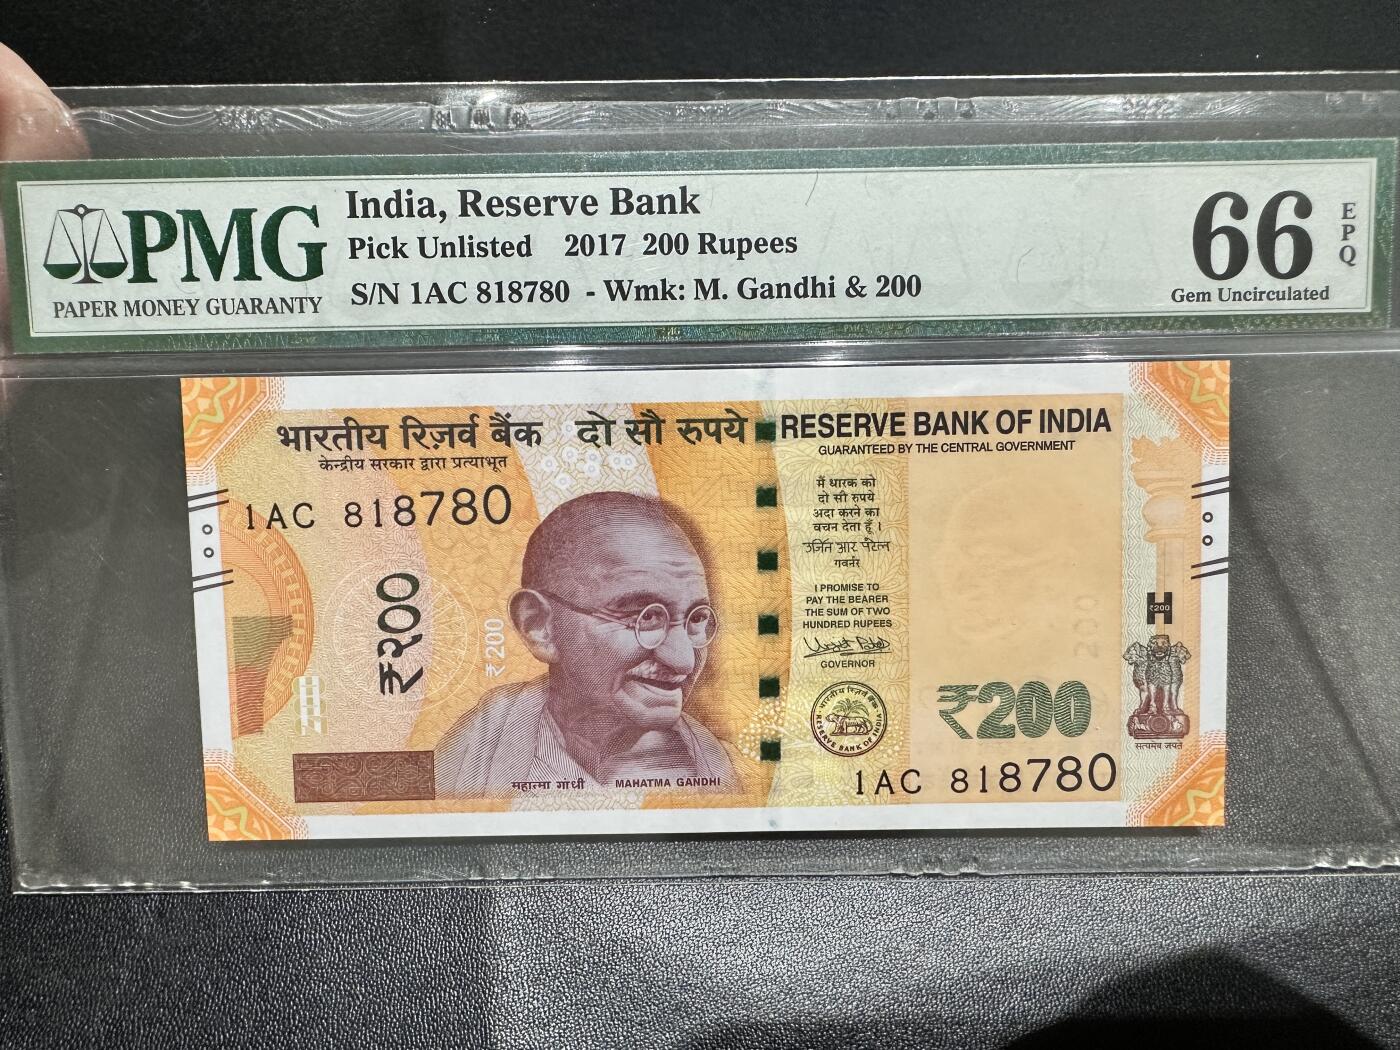 PMG
PAPER MONEY GUARANTY
India, Reserve Bank
Pick Unlisted 2017 200 Rupees
S/N 1AC 818780 - Wmk: M. Gandhi & 200
66
EPQ
Gem Uncirculated
भारतीय रिज़र्व बैंक दो सौ रुपये
केन्द्रीय सरकार द्वारा प्रत्याभूत
RESERVE BANK OF INDIA
GUARANTEED BY THE CENTRAL GOVERNMENT
1AC 818780
₹२००
₹200
मैं धारक को
दो सौ रुपये
अदा करने का
वचन देता हूँ ।
गवर्नर
I PROMISE TO
PAY THE BEARER
THE SUM OF TWO
HUNDRED RUPEES
GOVERNOR
भारतीय रिज़र्व बैंक
RESERVE BANK OF INDIA
₹200
₹200
सत्यमेव जयते
महात्मा गांधी MAHATMA GANDHI
1AC 818780